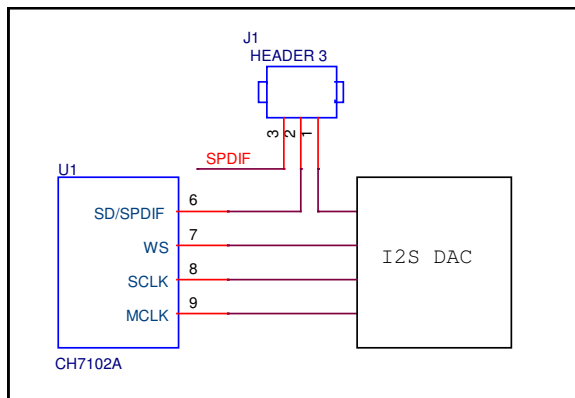 J1
HEADER 3
3
2
1
SPDIF
U1
SD/SPDIF
6
WS
7
SCLK
8
MCLK
9
I2S DAC
CH7102A